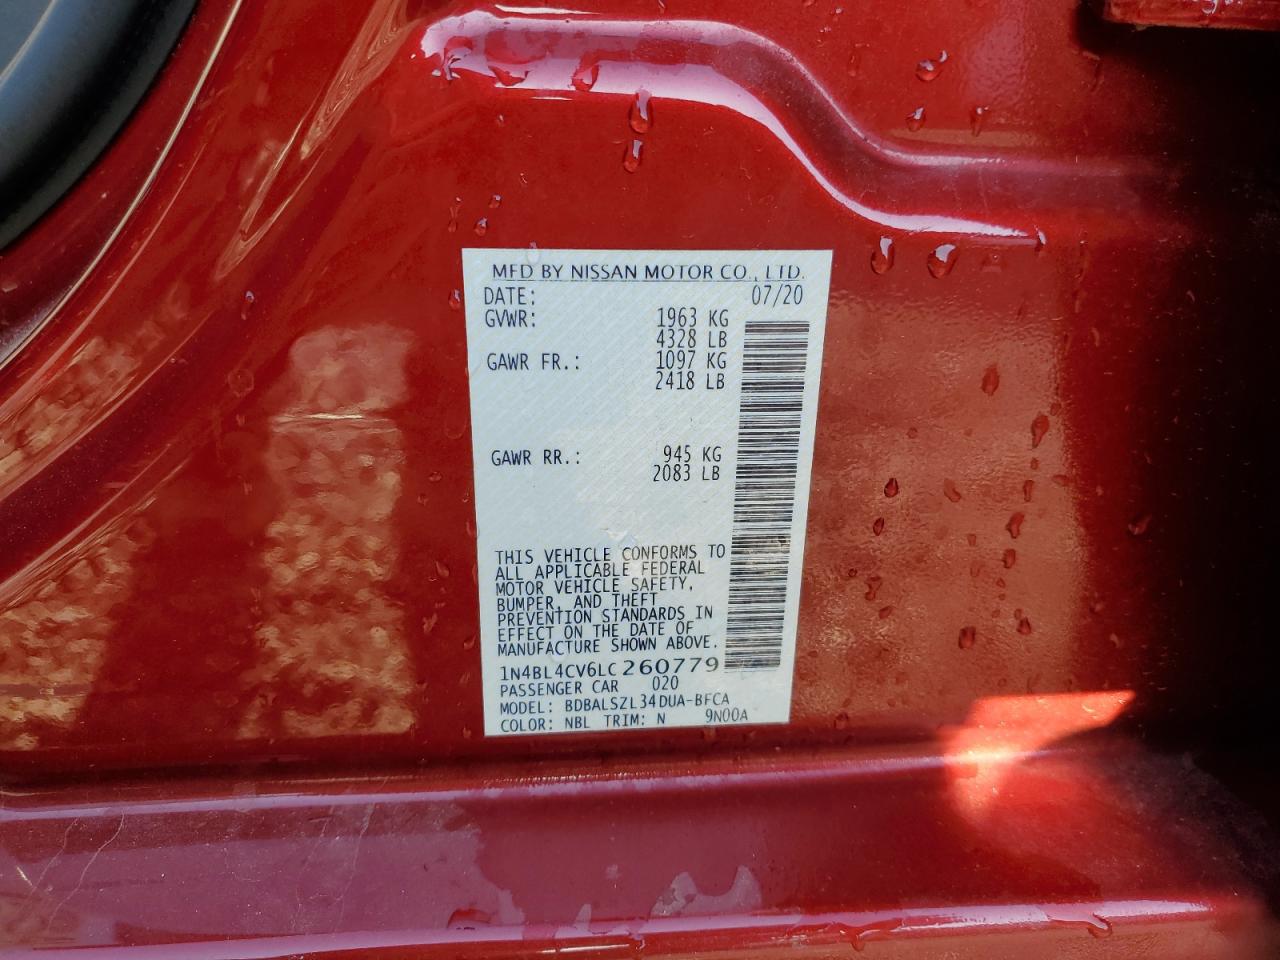 MFD BY NISSAN MOTOR CO., LTD.
DATE: 07/20
GVWR: 1963 KG
4328 LB
GAWR FR.: 1097 KG
2418 LB
GAWR RR.: 945 KG
2083 LB
THIS VEHICLE CONFORMS TO
ALL APPLICABLE FEDERAL
MOTOR VEHICLE SAFETY,
BUMPER, AND THEFT
PREVENTION STANDARDS IN
EFFECT ON THE DATE OF
MANUFACTURE SHOWN ABOVE.
1N4BL4CV6LC260779
PASSENGER CAR 020
MODEL: BDBALSZL34DUA-BFCA
COLOR: NBL TRIM: N 9N00A